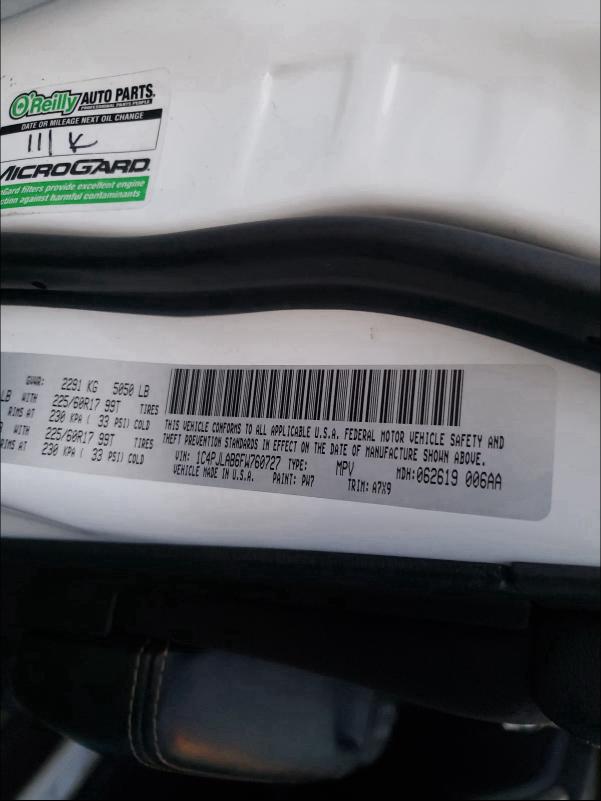 O'Reilly AUTO PARTS.
PROFESSIONAL PARTS PEOPLE
DATE OR MILEAGE NEXT OIL CHANGE
111 K
MICROGARD
Gard filters provide excellent engine
ction against harmful contaminants
GVWR: 2291 KG 5050 LB
LB WITH 225/60R17 99T TIRES
RIMS AT 230 KPA ( 33 PSI) COLD
B WITH 225/60R17 99T TIRES
RIMS AT 230 KPA ( 33 PSI) COLD
THIS VEHICLE CONFORMS TO ALL APPLICABLE U.S.A. FEDERAL MOTOR VEHICLE SAFETY AND
THEFT PREVENTION STANDARDS IN EFFECT ON THE DATE OF MANUFACTURE SHOWN ABOVE.
VIN: 1C4PJLAB6FW760727 TYPE: MPV MDH:062619 006AA
VEHICLE MADE IN U.S.A. PAINT: PW7 TRIM: A7X9